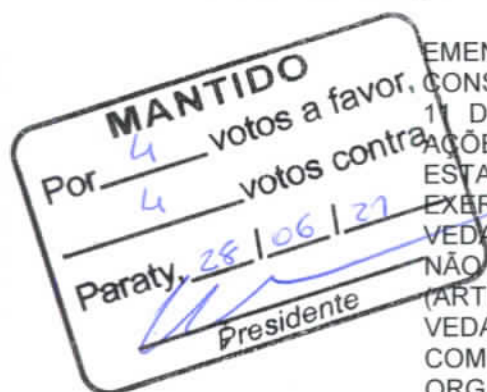 MANTIDO
Por 4 votos a favor,
4 votos contra
Paraty, 28 | 06 | 21
Presidente
EMEN
CONS
11 D
AÇÕE
ESTA
EXER
VEDA
NÃO
(ART
VEDA
COM
ORG